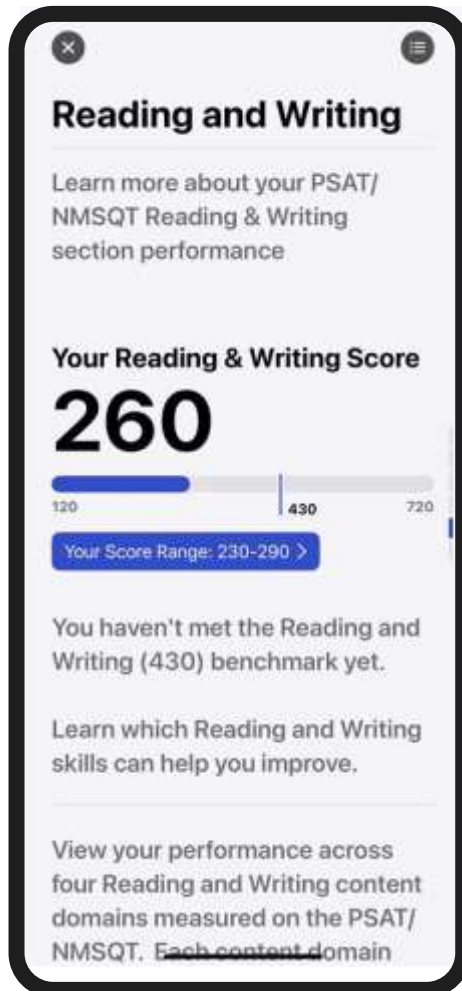 Reading and Writing
Learn more about your PSAT/
NMSQT Reading & Writing
section performance
Your Reading & Writing Score
260
120
430
720
Your Score Range: 230-290 >
You haven't met the Reading and
Writing (430) benchmark yet.
Learn which Reading and Writing
skills can help you improve.
View your performance across
four Reading and Writing content
domains measured on the PSAT/
NMSQT. Each content domain